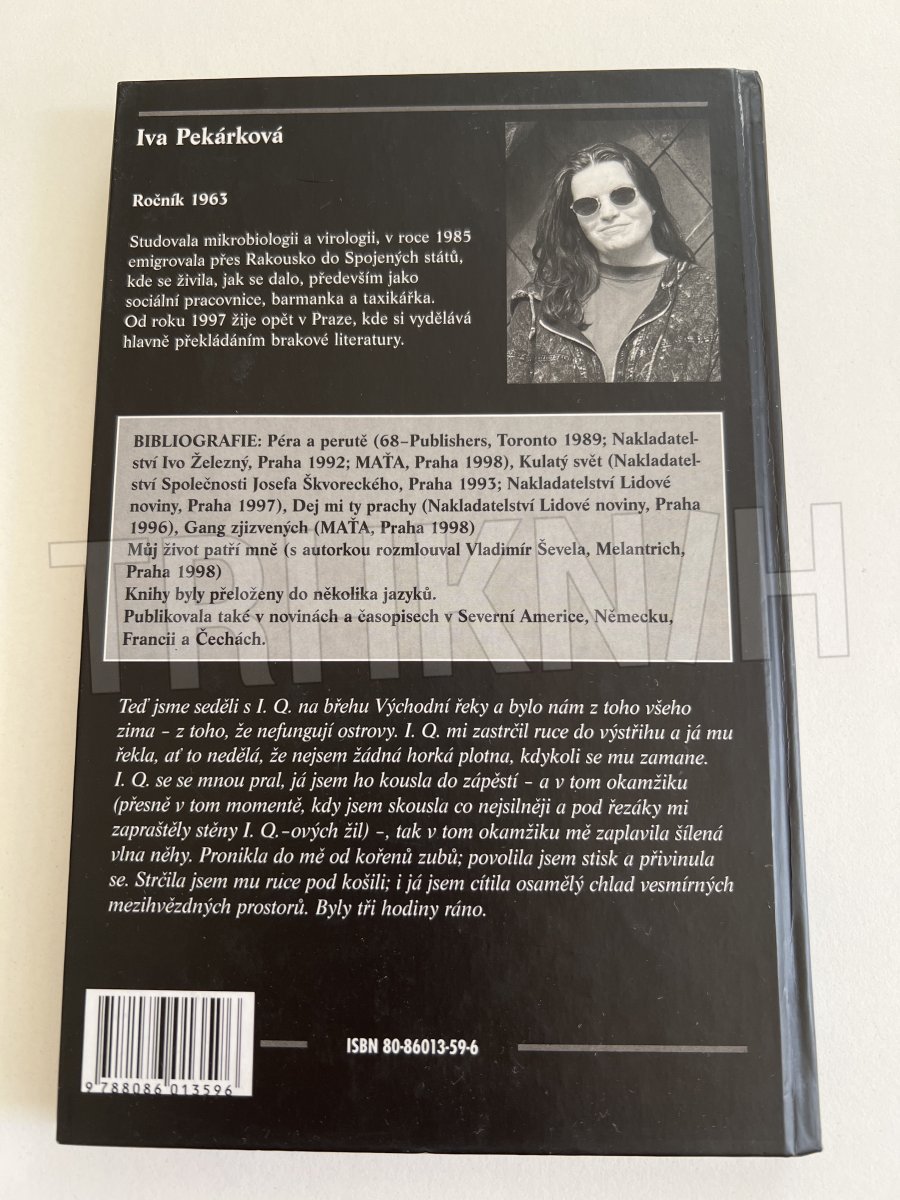 Iva Pekárková
Ročník 1963
Studovala mikrobiologii a virologii, v roce 1985
emigrovala přes Rakousko do Spojených států,
kde se živila, jak se dalo, především jako
sociální pracovnice, barmanka a taxikářka.
Od roku 1997 žije opět v Praze, kde si vydělává
hlavně překládáním brakové literatury.
BIBLIOGRAFIE: Péra a perutě (68–Publishers, Toronto 1989; Nakladatel-
ství Ivo Železný, Praha 1992; MAŤA, Praha 1998), Kulatý svět (Nakladatel-
ství Společnosti Josefa Škvoreckého, Praha 1993; Nakladatelství Lidové
noviny, Praha 1997), Dej mi ty prachy (Nakladatelství Lidové noviny, Praha
1996), Gang zjizvených (MAŤA, Praha 1998)
Můj život patří mně (s autorkou rozmlouval Vladimír Ševela, Melantrich,
Praha 1998)
Knihy byly přeloženy do několika jazyků.
Publikovala také v novinách a časopisech v Severní Americe, Německu,
Francii a Čechách.
Teď jsme seděli s I. Q. na břehu Východní řeky a bylo nám z toho všeho
zima – z toho, že nefungují ostrovy. I. Q. mi zastrčil ruce do výstřihu a já mu
řekla, ať to nedělá, že nejsem žádná horká plotna, kdykoli se mu zamane.
I. Q. se se mnou pral, já jsem ho kousla do zápěstí – a v tom okamžiku
(přesně v tom momentě, kdy jsem skousla co nejsilněji a pod řezáky mi
zapraštěly stěny I. Q.–ových žil) –, tak v tom okamžiku mě zaplavila šílená
vlna něhy. Pronikla do mě od kořenů zubů; povolila jsem stisk a přivinula
se. Strčila jsem mu ruce pod košili; i já jsem cítila osamělý chlad vesmírných
mezihvězdných prostorů. Byly tři hodiny ráno.
ISBN 80-86013-59-6
9 788086 013596